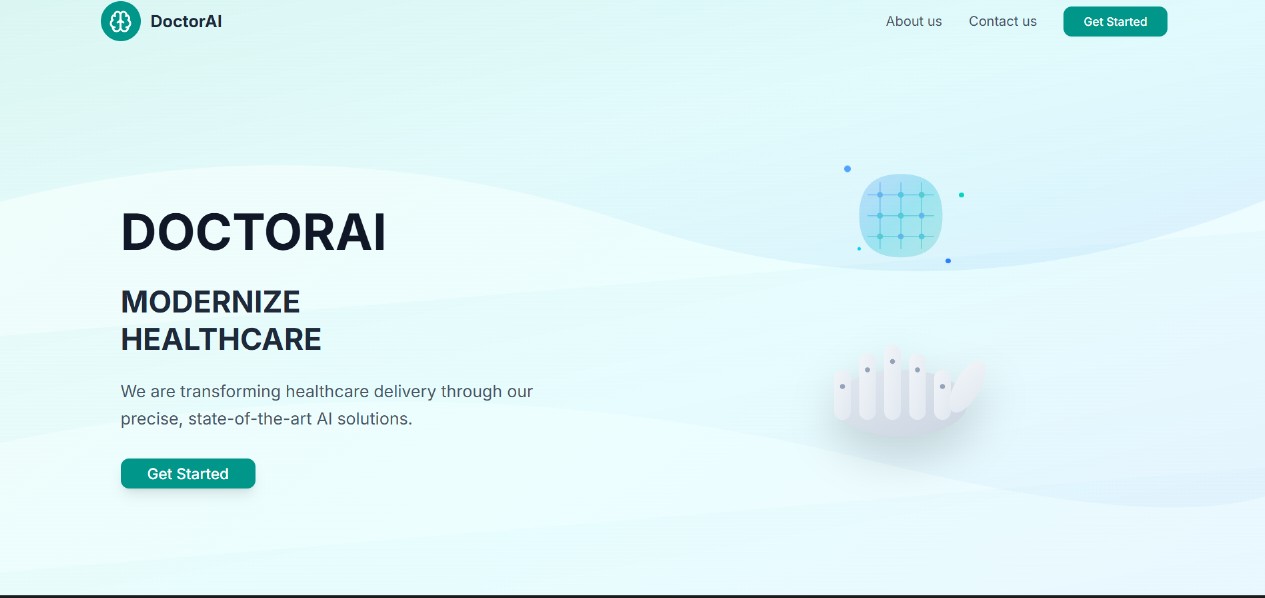 DoctorAI
About us
Contact us
Get Started
DOCTORAI
MODERNIZE
HEALTHCARE
We are transforming healthcare delivery through our
precise, state-of-the-art AI solutions.
Get Started